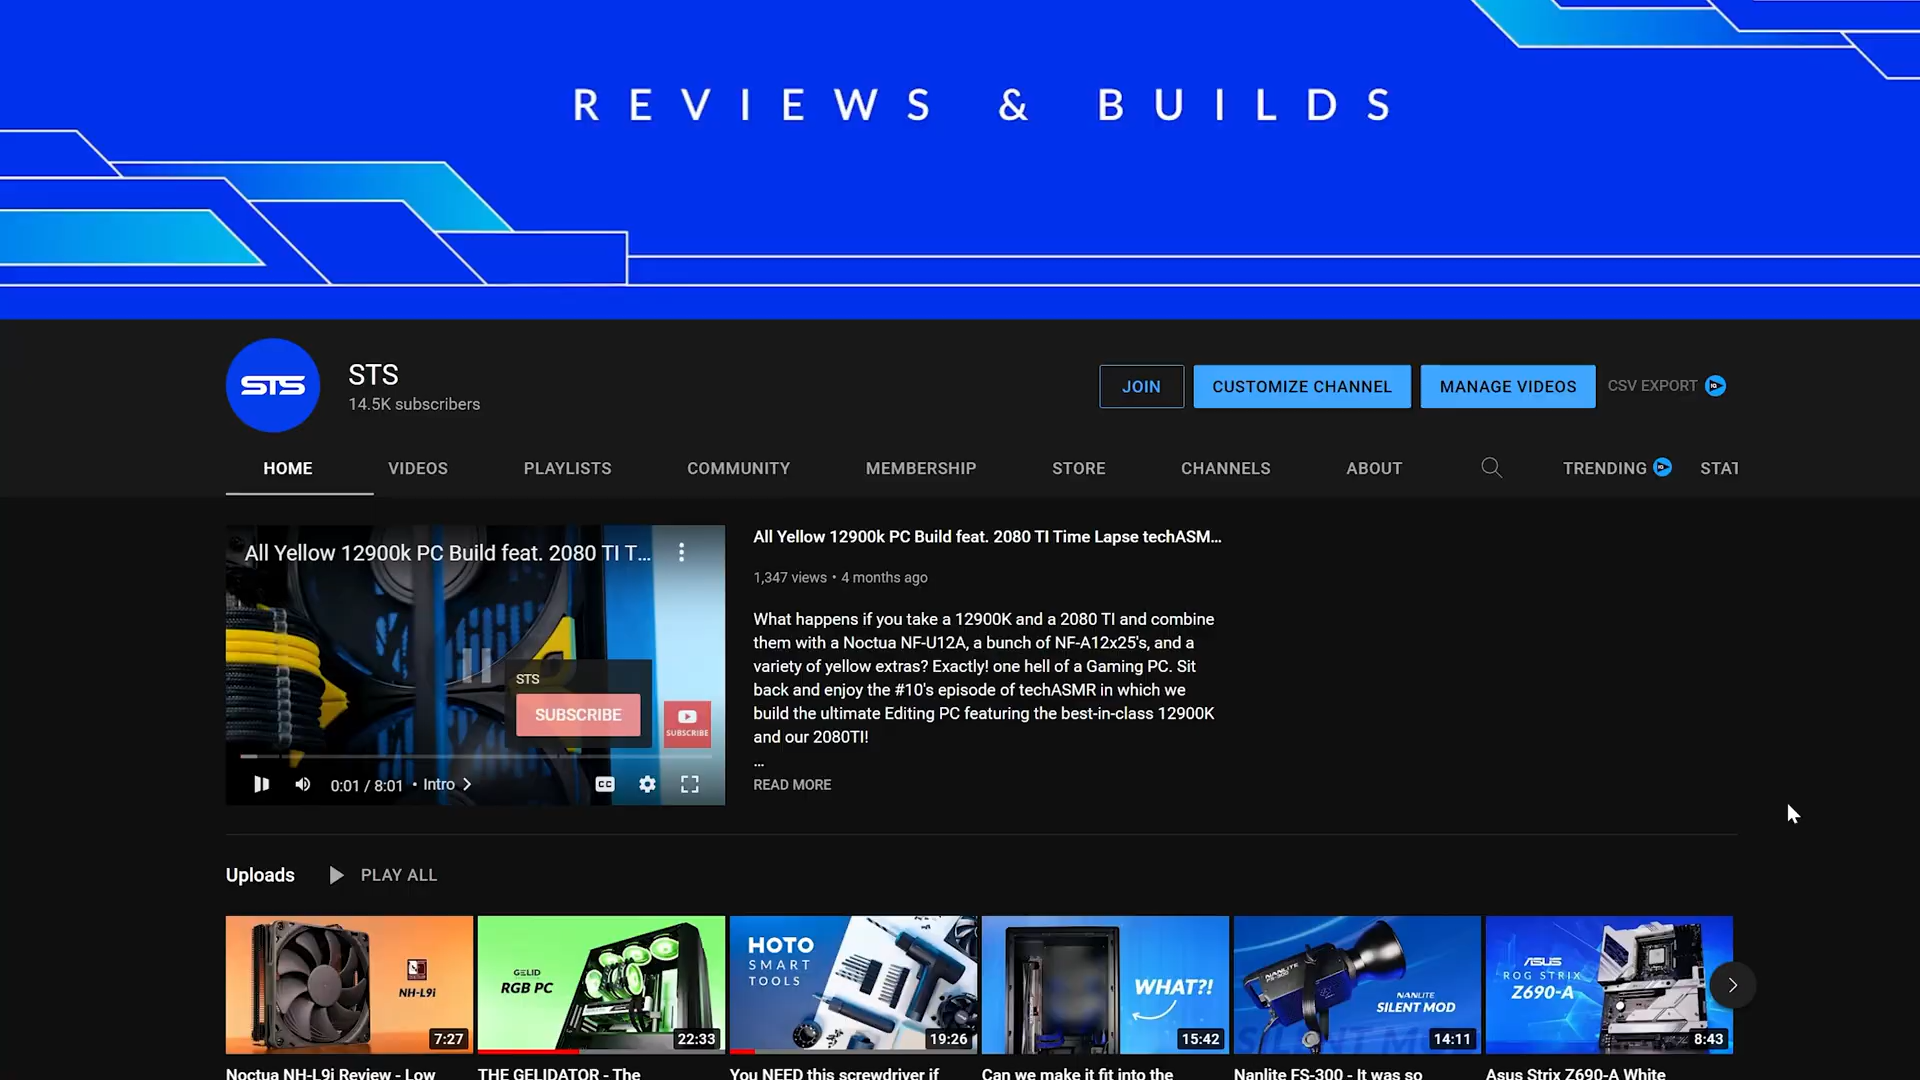 REVIEWS & BUILDS
STS
STS
14.5K subscribers
JOIN
CUSTOMIZE CHANNEL
MANAGE VIDEOS
CSV EXPORT
HOME
VIDEOS
PLAYLISTS
COMMUNITY
MEMBERSHIP
STORE
CHANNELS
ABOUT
TRENDING
STAT
All Yellow 12900k PC Build feat. 2080 TI T...
STS
SUBSCRIBE
SUBSCRIBE
0:01 / 8:01 • Intro
CC
All Yellow 12900k PC Build feat. 2080 TI Time Lapse techASM...
1,347 views • 4 months ago
What happens if you take a 12900K and a 2080 TI and combine
them with a Noctua NF-U12A, a bunch of NF-A12x25's, and a
variety of yellow extras? Exactly! one hell of a Gaming PC. Sit
back and enjoy the #10's episode of techASMR in which we
build the ultimate Editing PC featuring the best-in-class 12900K
and our 2080TI!
...
READ MORE
Uploads
PLAY ALL
NH-L9i
7:27
GELID
RGB PC
22:33
HOTO
SMART
TOOLS
19:26
WHAT?!
15:42
NANLITE
NANLITE
SILENT MOD
SILENT MOD
14:11
ASUS
ROG STRIX
Z690-A
8:43
Noctua NH-L9i Review - Low
THE GELIDATOR - The
You NEED this screwdriver if
Can we make it fit into the
Nanlite FS-300 - It was so
Asus Strix Z690-A White